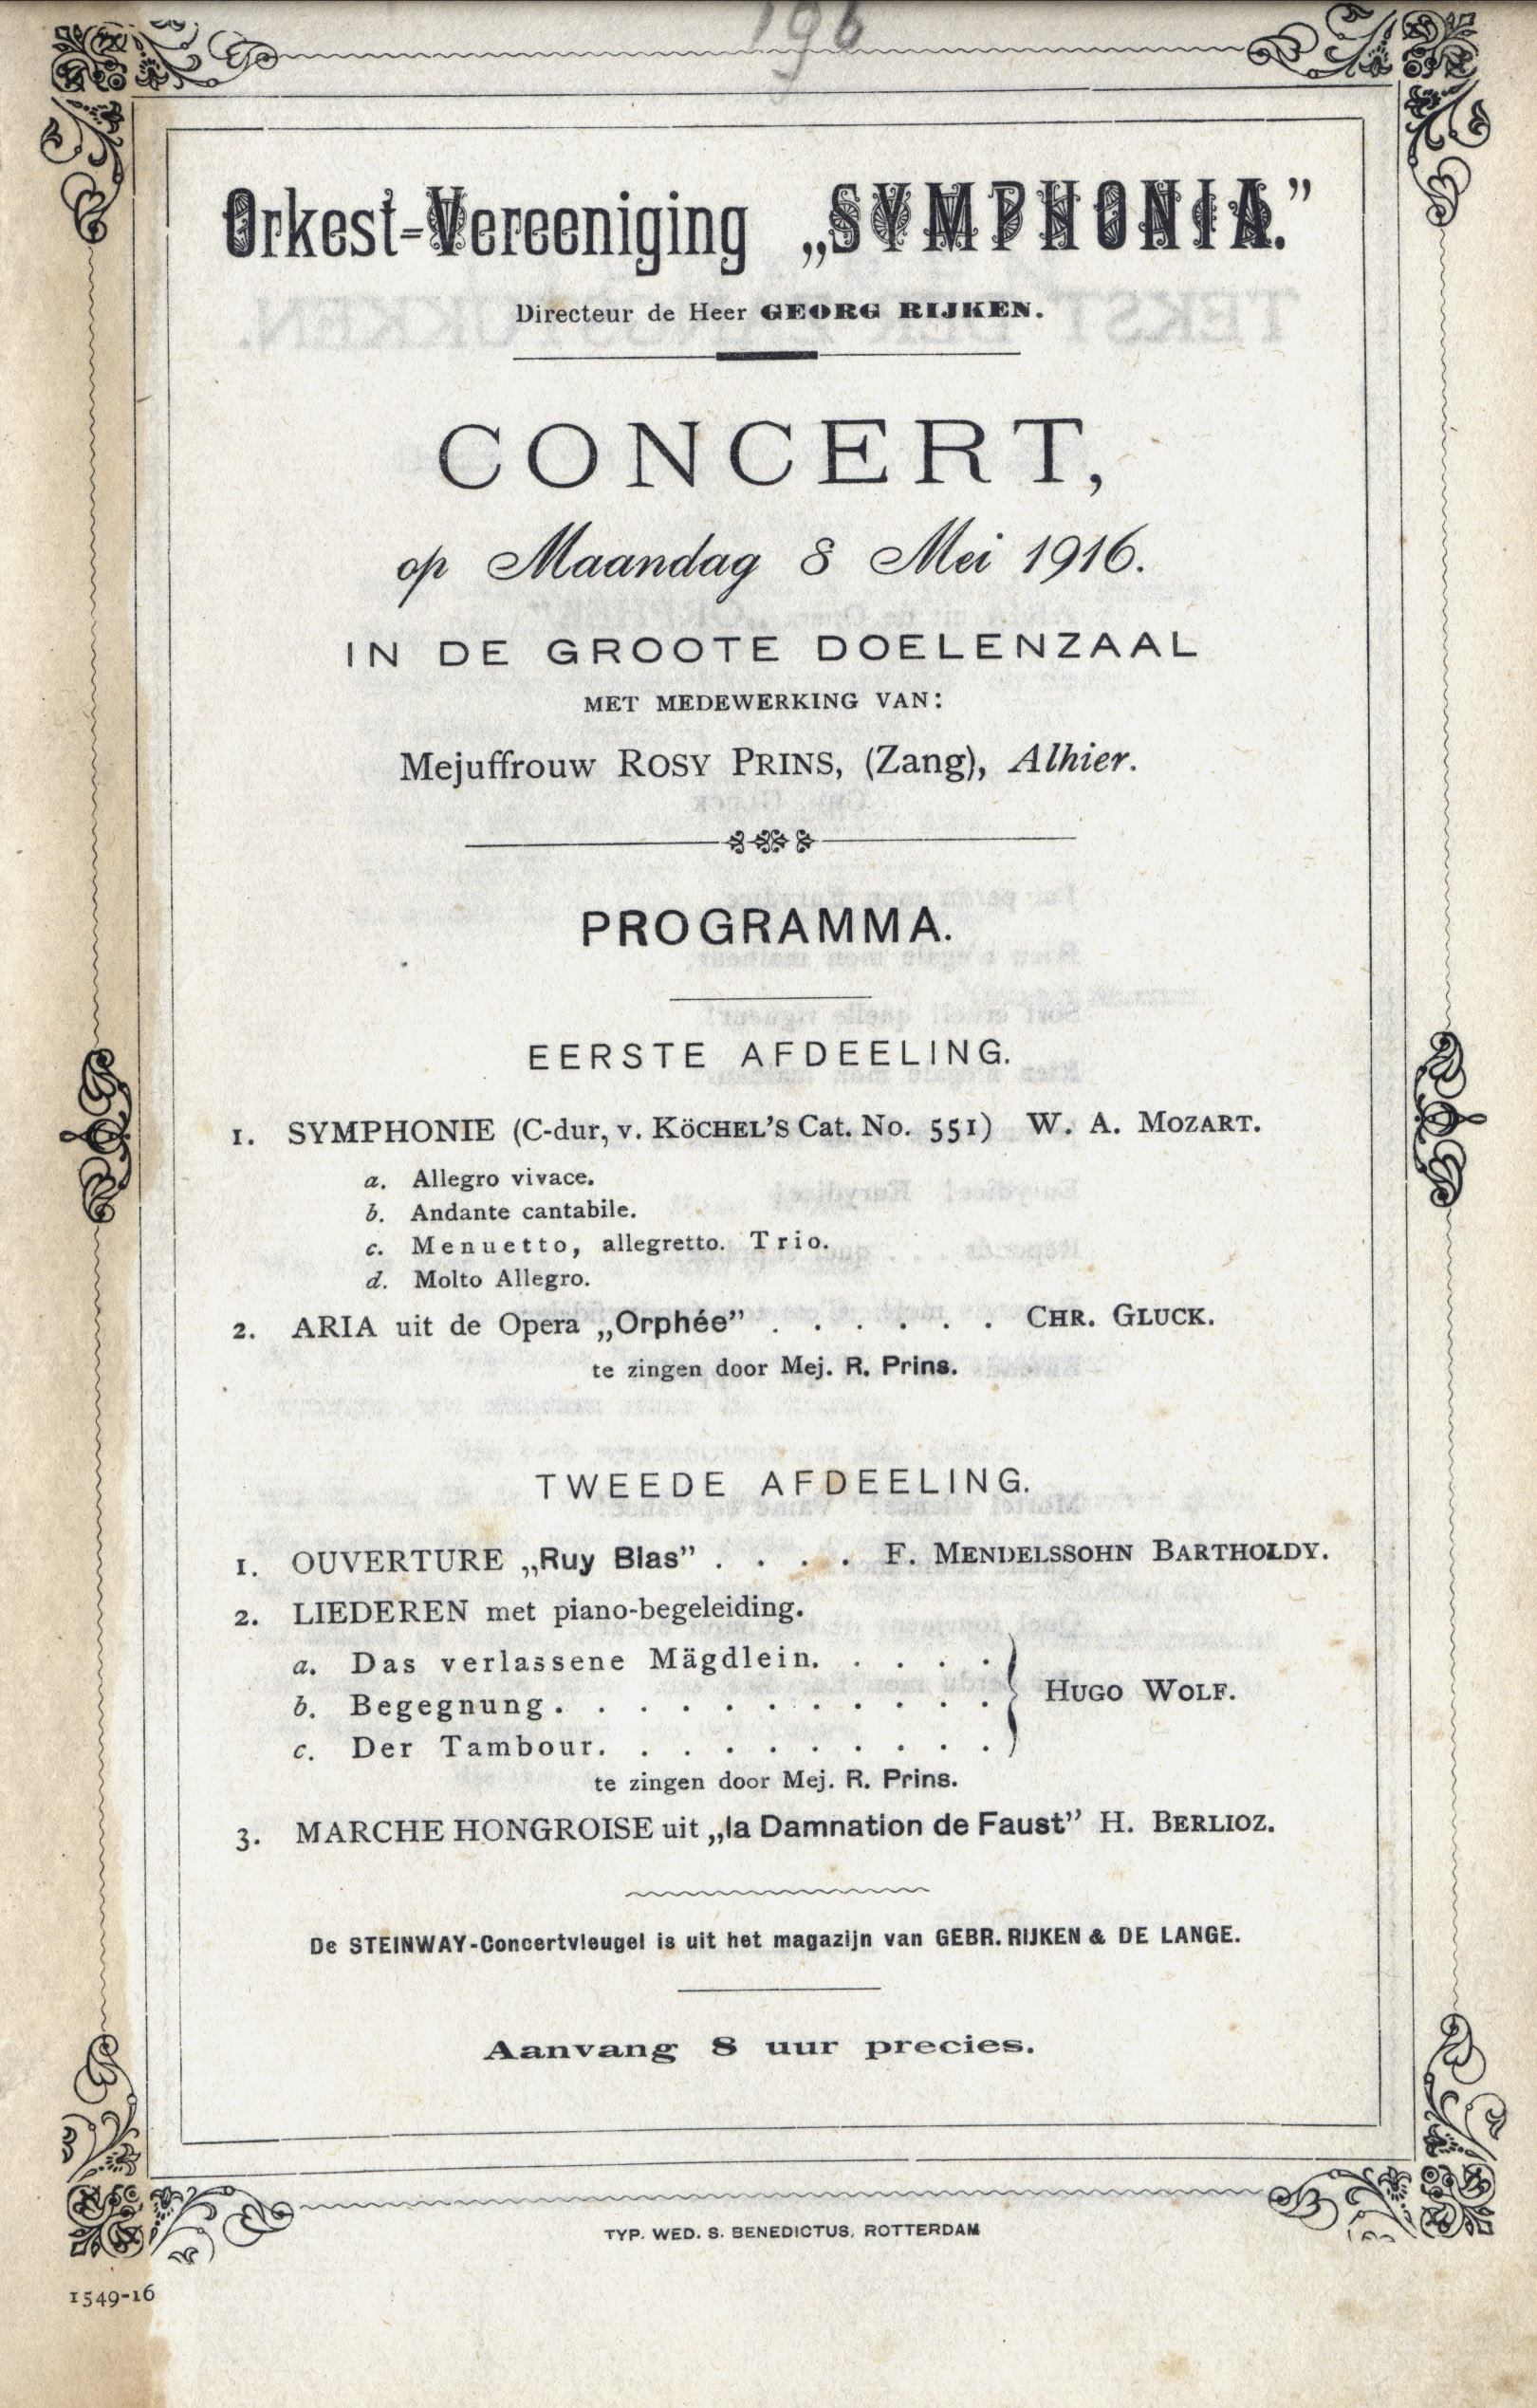 196
Orkest-Vereeniging „SYMPHONIA.”
Directeur de Heer GEORG RIJKEN.
CONCERT,
op Maandag 8 Mei 1916.
IN DE GROOTE DOELENZAAL
MET MEDEWERKING VAN:
Mejuffrouw ROSY PRINS, (Zang), Alhier.
PROGRAMMA.
EERSTE AFDEELING.
1. SYMPHONIE (C-dur, v. KöCHEL'S Cat. No. 551) W. A. MOZART.
a. Allegro vivace.
b. Andante cantabile.
c. Menuetto, allegretto. Trio.
d. Molto Allegro.
2. ARIA uit de Opera „Orphée” . . . . . . CHR. GLUCK.
te zingen door Mej. R. Prins.
TWEEDE AFDEELING.
1. OUVERTURE „Ruy Blas” . . . . F. MENDELSSOHN BARTHOLDY.
2. LIEDEREN met piano-begeleiding.
a. Das verlassene Mägdlein. . . . .
b. Begegnung. . . . . . . . . . . HUGO WOLF.
c. Der Tambour. . . . . . . . . .
te zingen door Mej. R. Prins.
3. MARCHE HONGROISE uit „la Damnation de Faust” H. BERLIOZ.
De STEINWAY-Concertvleugel is uit het magazijn van GEBR. RIJKEN & DE LANGE.
Aanvang 8 uur precies.
TYP. WED. S. BENEDICTUS, ROTTERDAM
1549-16